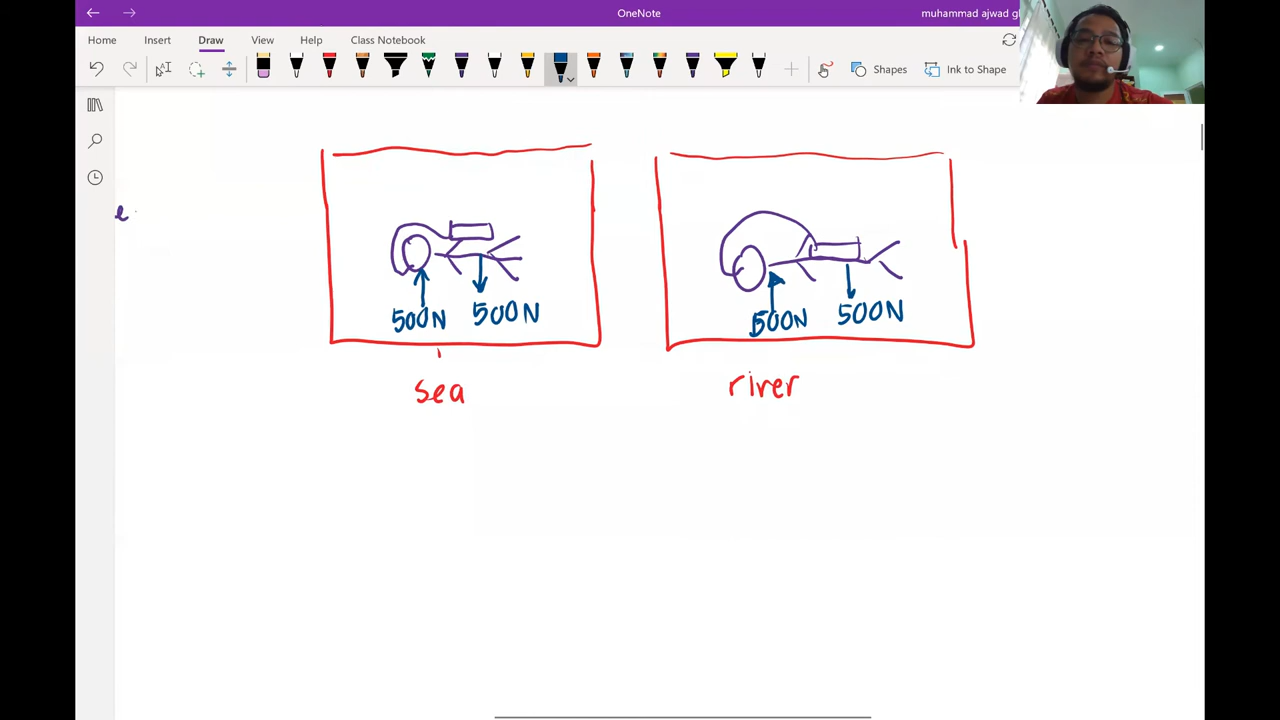 OneNote
muhammad ajwad gh
Home Insert Draw View Help Class Notebook
Shapes Ink to Shape
e
500N 500N
500N 500N
sea
river